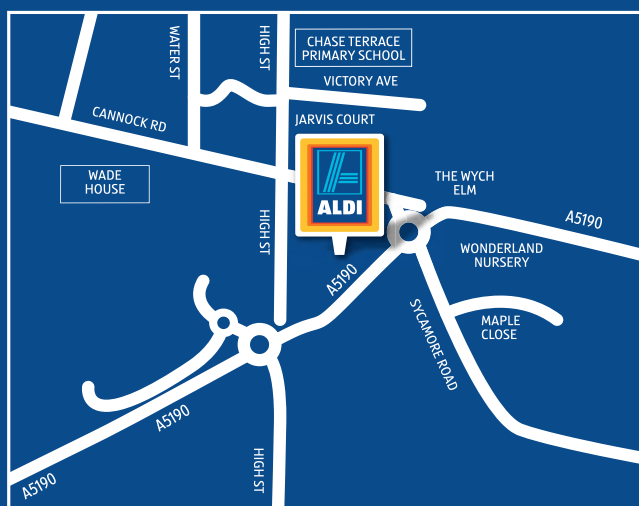 WATER ST
HIGH ST
CHASE TERRACE
PRIMARY SCHOOL
VICTORY AVE
CANNOCK RD
JARVIS COURT
WADE
HOUSE
ALDI
THE WYCH
ELM
HIGH ST
A5190
WONDERLAND
NURSERY
A5190
SYCAMORE ROAD
MAPLE
CLOSE
A5190
HIGH ST
A5190